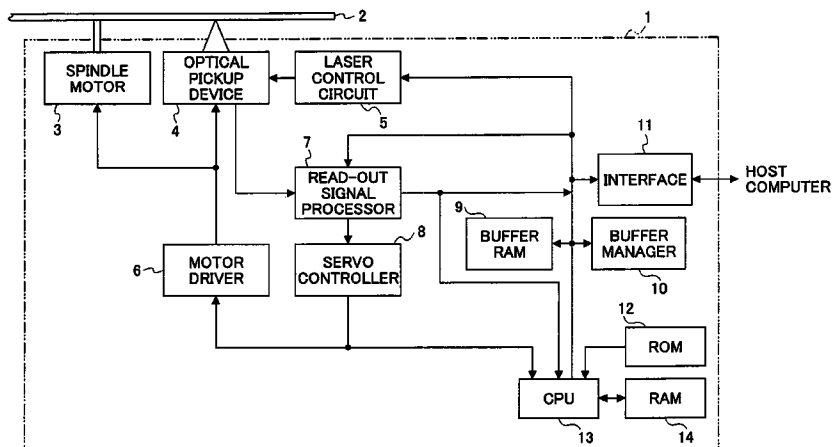 2
1
SPINDLE
MOTOR
3
OPTICAL
PICKUP
DEVICE
4
LASER
CONTROL
CIRCUIT
5
7
READ-OUT
SIGNAL
PROCESSOR
11
INTERFACE
HOST
COMPUTER
9
BUFFER
RAM
BUFFER
MANAGER
10
8
SERVO
CONTROLLER
6
MOTOR
DRIVER
12
ROM
CPU
13
RAM
14